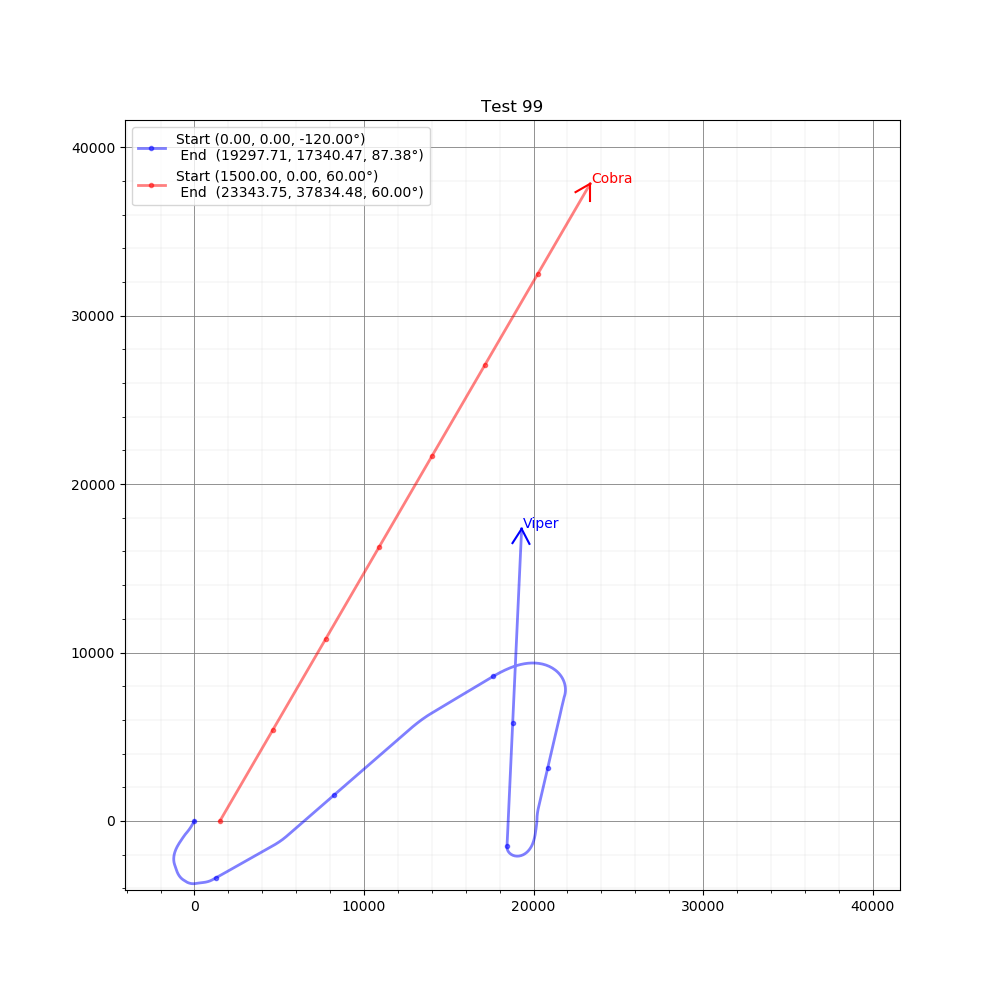 Test 99
Start (0.00, 0.00, -120.00°)
End  (19297.71, 17340.47, 87.38°)
Start (1500.00, 0.00, 60.00°)
End  (23343.75, 37834.48, 60.00°)
Cobra
Viper
40000
30000
20000
10000
0
0
10000
20000
30000
40000